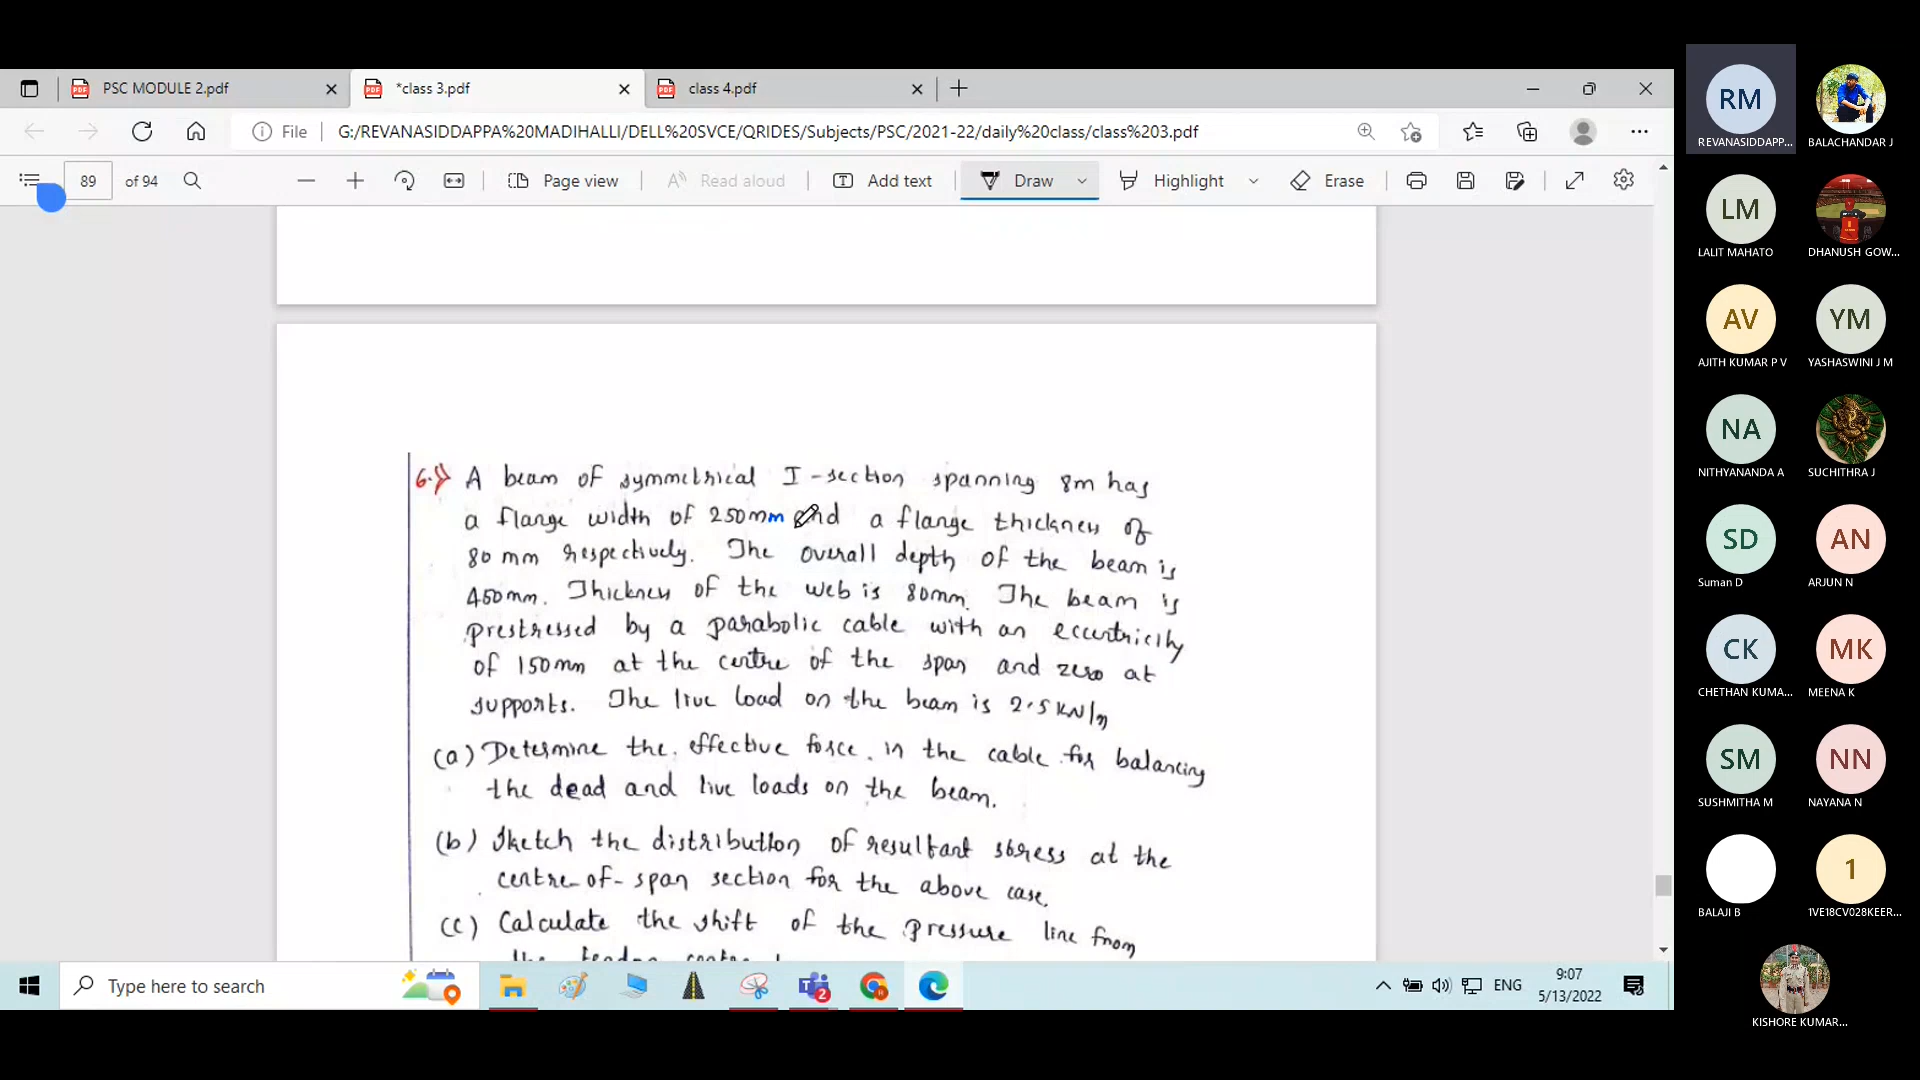 PSC MODULE 2.pdf
*class 3.pdf
class 4.pdf
File
G:/REVANASIDDAPPA%20MADIHALLI/DELL%20SVCE/QRIDES/Subjects/PSC/2021-22/daily%20class/class%203.pdf
89 of 94
Page view
Read aloud
Add text
Draw
Highlight
Erase
6.) A beam of symmetrical I-section spanning 8m has
a flange width of 250mm and a flange thickness of
80 mm respectively. The overall depth of the beam is
450mm. Thickness of the web is 80mm. The beam is
prestressed by a parabolic cable with an eccentricity
of 150mm at the centre of the span and zero at
supports. The live load on the beam is 2.5 KN/m
(a) Determine the effective force in the cable for balancing
the dead and live loads on the beam.
(b) Sketch the distribution of resultant stress at the
centre-of-span section for the above case.
(c) Calculate the shift of the pressure line from
Type here to search
2
ENG
9:07
5/13/2022
RM
REVANASIDDAPP...
BALACHANDAR J
LM
LALIT MAHATO
DHANUSH GOW...
AV
AJITH KUMAR P V
YM
YASHASWINI J M
NA
NITHYANANDA A
SUCHITHRA J
SD
Suman D
AN
ARJUN N
CK
CHETHAN KUMA...
MK
MEENA K
SM
SUSHMITHA M
NN
NAYANA N
BALAJI B
1
1VE18CV028KEER...
KISHORE KUMAR...